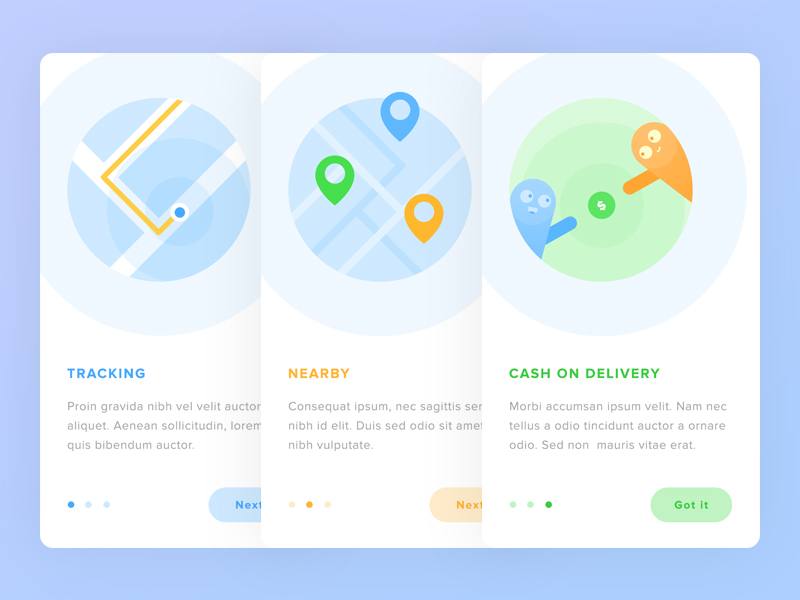 TRACKING
Proin gravida nibh vel velit auctor
aliquet. Aenean sollicitudin, lorem
quis bibendum auctor.
Next
NEARBY
Consequat ipsum, nec sagittis sem
nibh id elit. Duis sed odio sit amet
nibh vulputate.
Next
$
CASH ON DELIVERY
Morbi accumsan ipsum velit. Nam nec
tellus a odio tincidunt auctor a ornare
odio. Sed non mauris vitae erat.
Got it